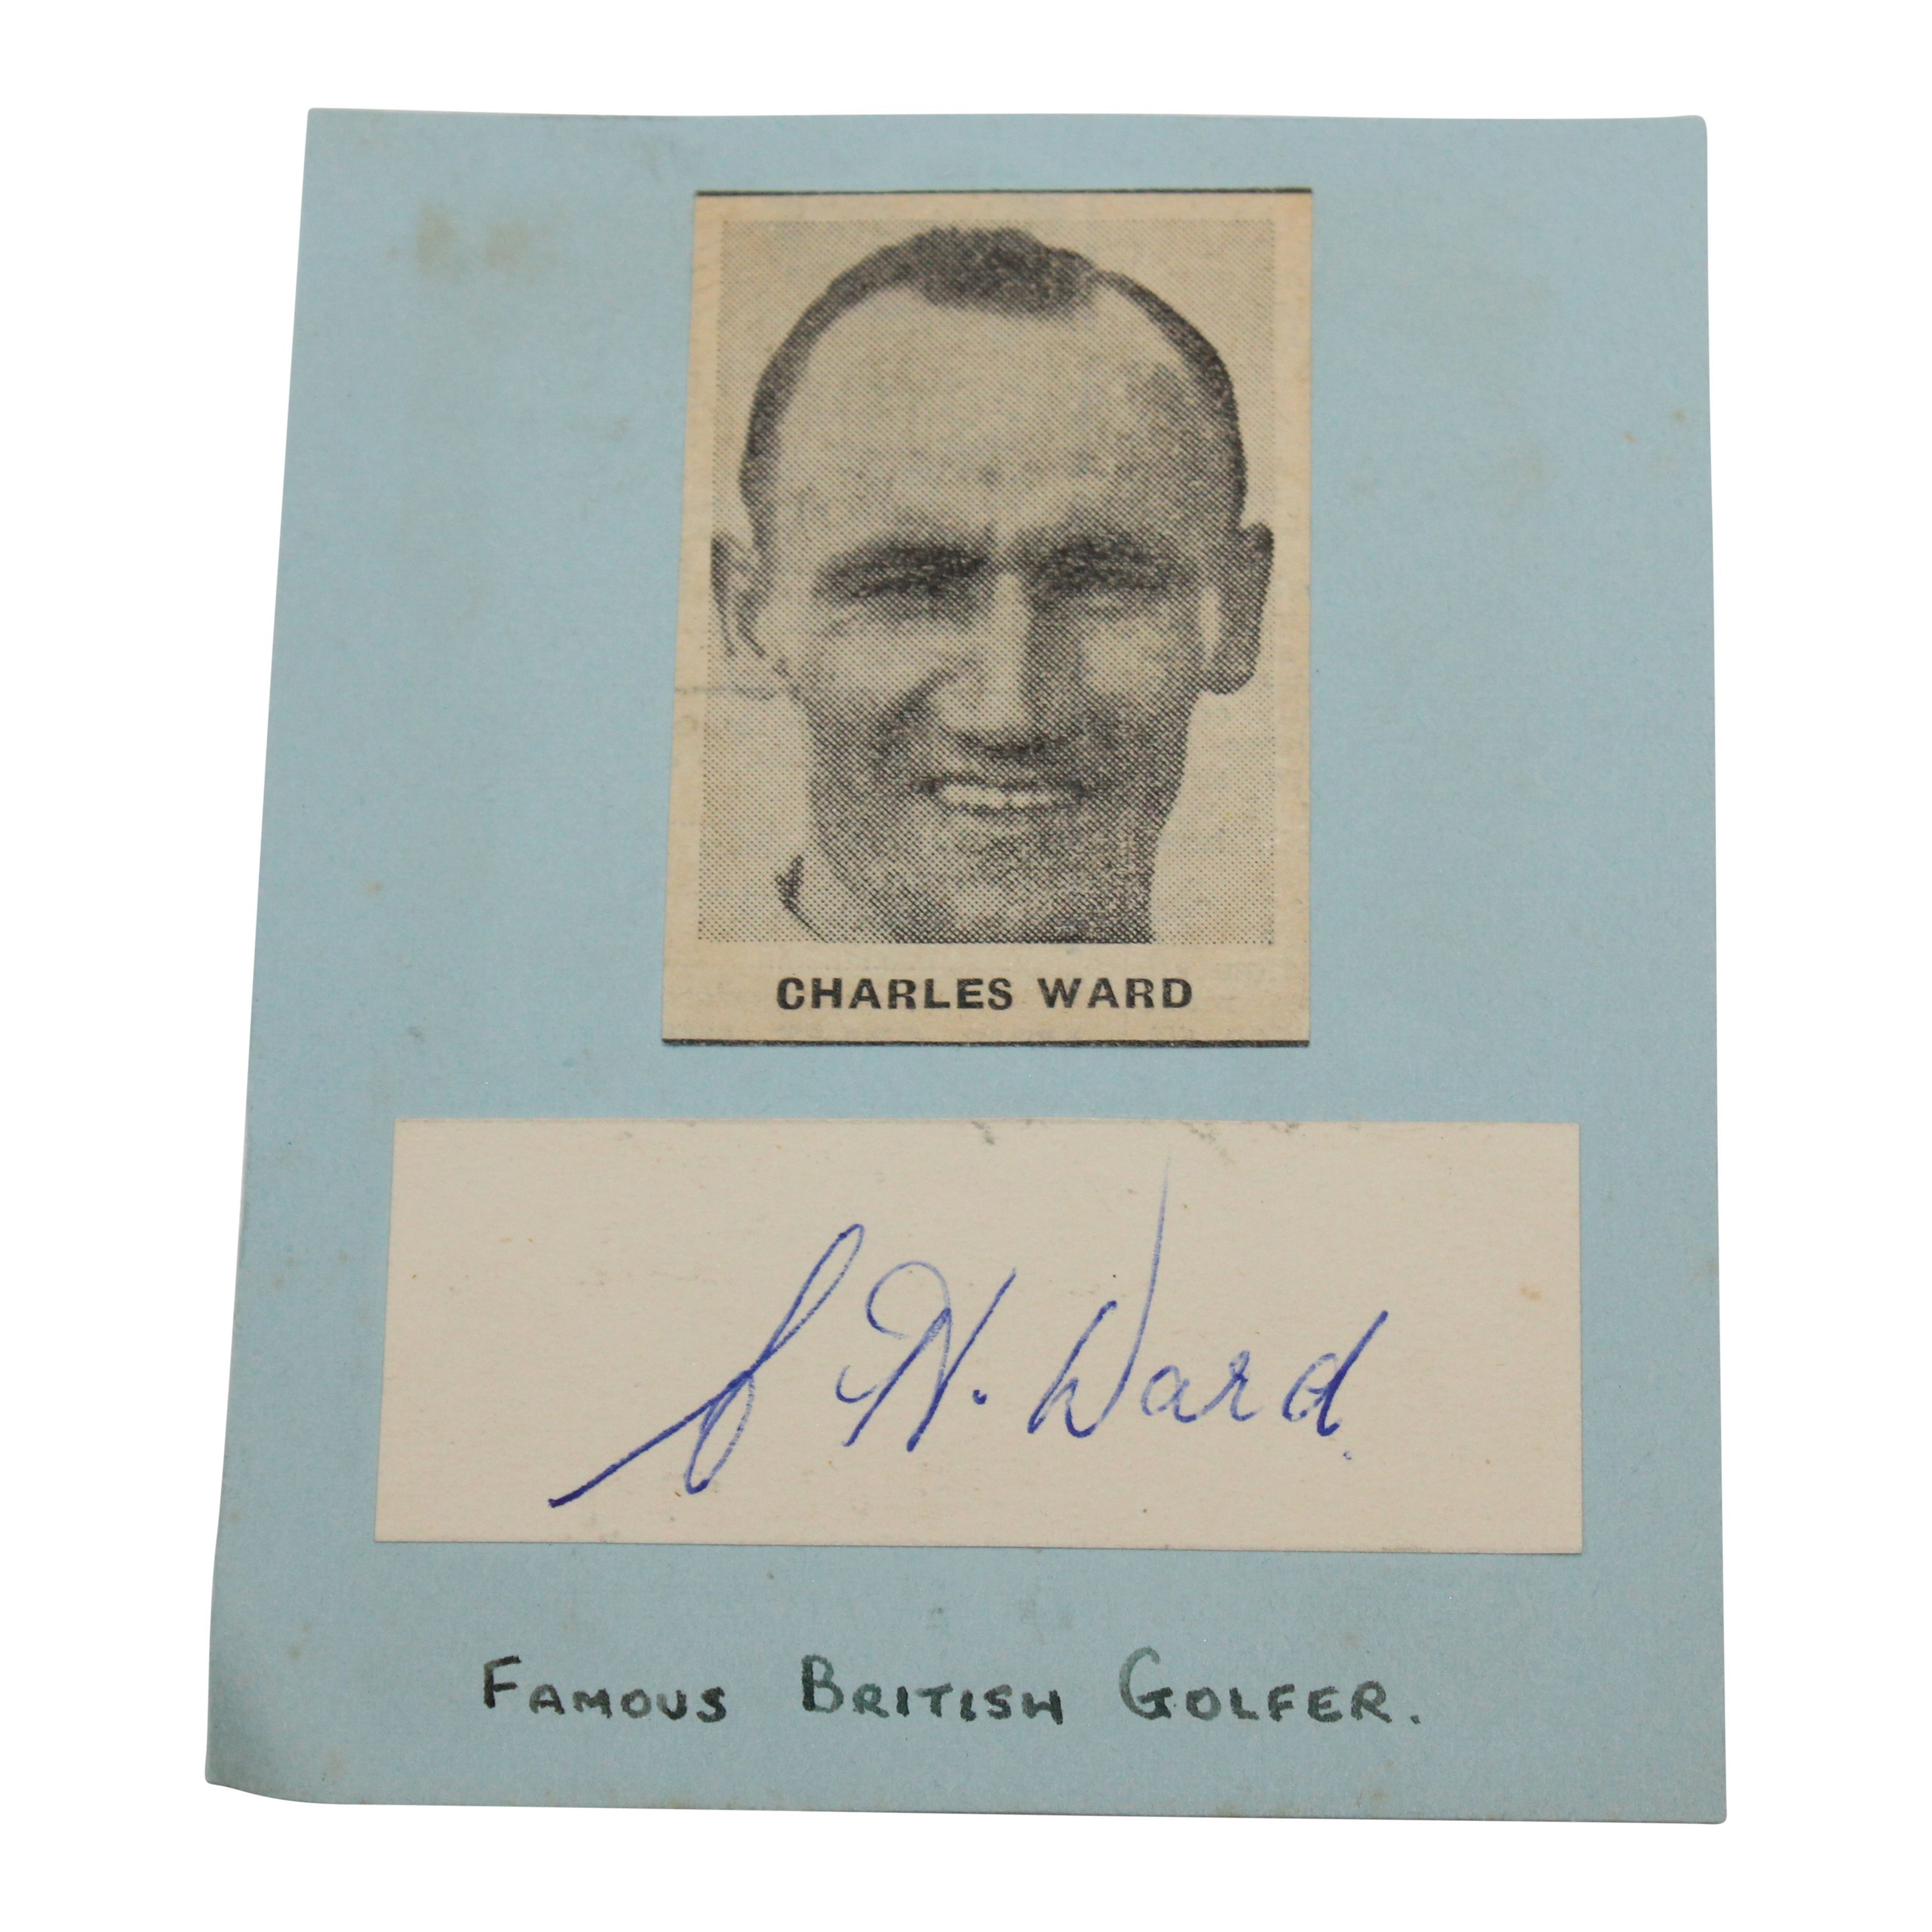 CHARLES WARD
C H. Ward.
FAMOUS BRITISH GOLFER.